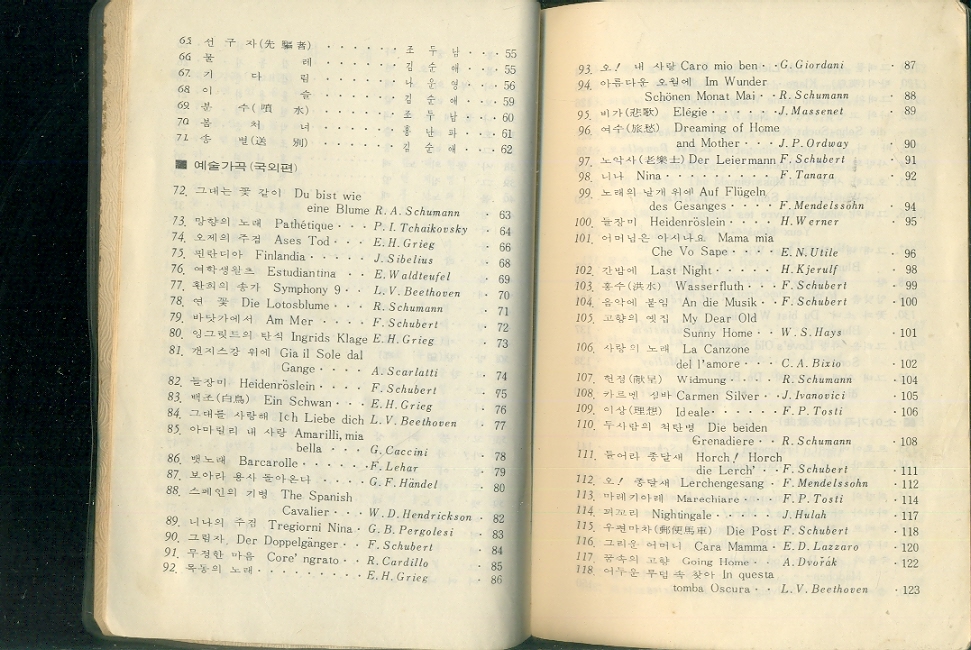 65. 선 구 자(先 驅 者) · · · · · · 조 두 남 · · · 55
66. 물 레 · · · · · · 김 순 애 · · · 55
67. 기 다 림 · · · · · · 나 운 영 · · · 56
68. 이 슬 · · · · · · 김 순 애 · · · 59
69. 분 수(噴 水) · · · · · · 조 두 남 · · · 60
70. 봄 처 녀 · · · · · · 홍 난 파 · · · 61
71. 송 별(送 別) · · · · · · 김 순 애 · · · 62
■ 예술가곡(국외편)
72. 그대는 꽃 같이 Du bist wie
eine Blume R. A. Schumann · 63
73. 망향의 노래 Pathétique · · · P. I. Tchaikovsky · 64
74. 오제의 주검 Ases Tod · · · E. H. Grieg · 66
75. 핀란디아 Finlandia · · · · · J. Sibelius · 68
76. 여학생왈츠 Estudiantina · · E. Waldteufel · 69
77. 환희의 송가 Symphony 9 · · L. V. Beethoven · 70
78. 연 꽃 Die Lotosblume · · · R. Schumann · 71
79. 바닷가에서 Am Mer · · · · F. Schubert · 72
80. 잉그릿드의 탄식 Ingrids Klage E. H. Grieg · 73
81. 갠지스강 위에 Gia il Sole dal
Gange · · · · A. Scarlatti · 74
82. 들장미 Heidenröslein · · · · F. Schubert · 75
83. 백조(白鳥) Ein Schwan · · · E. H. Grieg · 76
84. 그대를 사랑해 Ich Liebe dich L. V. Beethoven · 77
85. 아마릴리 내 사랑 Amarilli, mia
bella · · · G. Caccini · 78
86. 뱃노래 Barcarolle · · · · · · F. Lehar · 79
87. 보아라 용사 돌아온다 · · · · G. F. Händel · 80
88. 스페인의 기병 The Spanish
Cavalier · · · W. D. Hendrickson · 82
89. 니나의 주검 Tregiorni Nina · G. B. Pergolesi · 83
90. 그림자 Der Doppelgänger · · F. Schubert · 84
91. 무정한 마음 Core' ngrato · · R. Cardillo · 85
92. 목동의 노래 · · · · · · · · · E. H. Grieg · 86
93. 오! 내 사랑 Caro mio ben · · G. Giordani · 87
94. 아름다운 오월에 Im Wunder
Schönen Monat Mai · · R. Schumann · 88
95. 비가(悲歌) Elégie · · · · · J. Massenet · 89
96. 여수(旅愁) Dreaming of Home
and Mother · · · J. P. Ordway · 90
97. 노악사(老樂士) Der Leiermann F. Schubert · 91
98. 니나 Nina · · · · · · · · F. Tanara · 92
99. 노래의 날개 위에 Auf Flügeln
des Gesanges · · · · F. Mendelssohn · 94
100. 들장미 Heidenröslein · · · H. Werner · 95
101. 어머님은 아시나요 Mama mia
Che Vo Sape · · · · E. N. Utile · 96
102. 간밤에 Last Night · · · · · H. Kjerulf · 98
103. 홍수(洪水) Wasserfluth · · · F. Schubert · 99
104. 음악에 붙임 An die Musik · · F. Schubert · 100
105. 고향의 옛집 My Dear Old
Sunny Home · · W. S. Hays · 101
106. 사랑의 노래 La Canzone
del l'amore · · · C. A. Bixio · 102
107. 헌정(獻呈) Widmung · · · · R. Schumann · 104
108. 카르멘 실바 Carmen Silver · · J. Ivanovici · 105
109. 이상(理想) Ideale · · · · · F. P. Tosti · 106
110. 두사람의 척탄병 Die beiden
Grenadiere · · R. Schumann · 108
111. 들어라 종달새 Horch! Horch
die Lerch' · · F. Schubert · 111
112. 오! 종달새 Lerchengesang · F. Mendelssohn · 112
113. 마레키아레 Marechiare · · · F. P. Tosti · 114
114. 꾀꼬리 Nightingale · · · · J. Hulah · 117
115. 우편마차(郵便馬車) Die Post F. Schubert · 118
116. 그리운 어머니 Cara Mamma · E. D. Lazzaro · 120
117. 꿈속의 고향 Going Home · · A. Dvořák · 122
118. 어두운 무덤 속 찾아 In questa
tomba Oscura · · L. V. Beethoven · 123